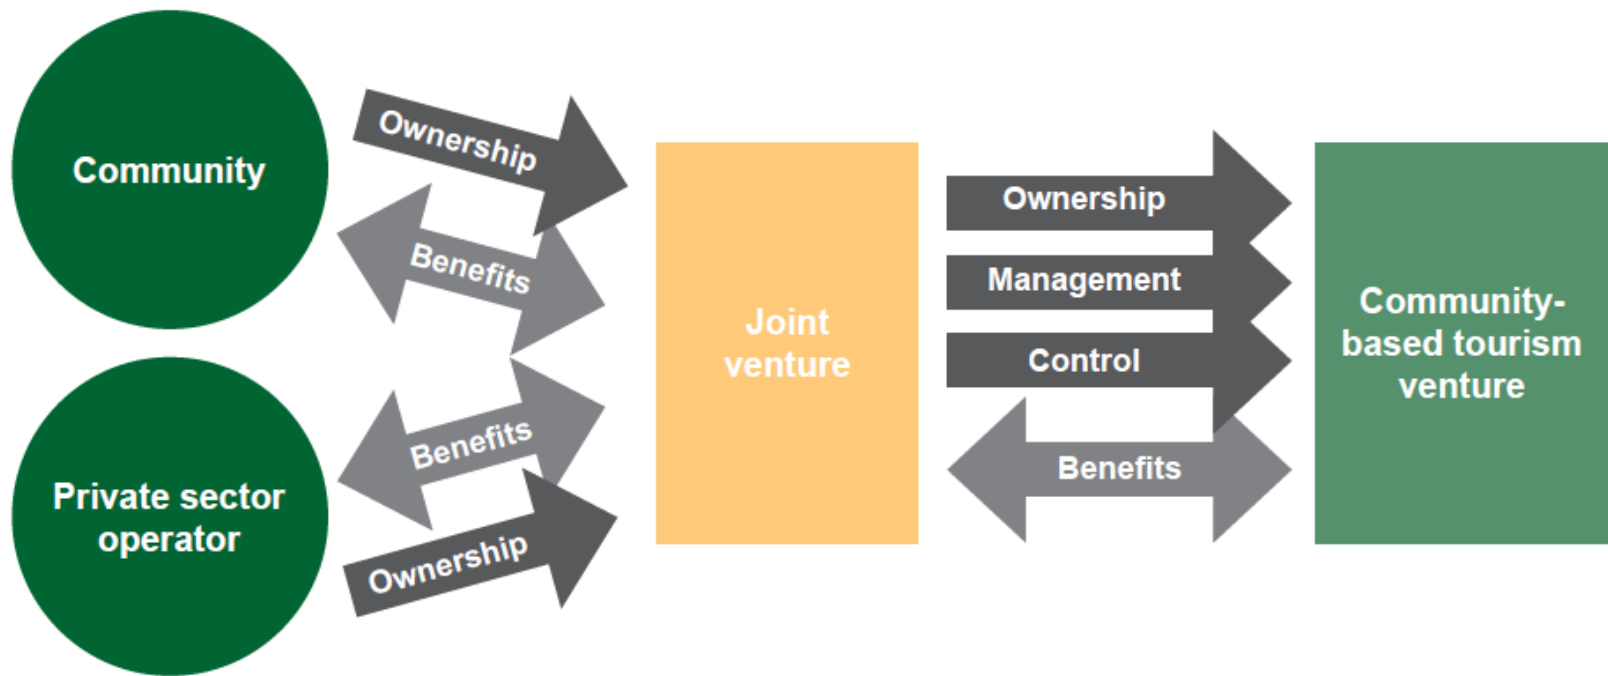 Community
Ownership
Benefits
Benefits
Ownership
Private sector
operator
Joint
venture
Ownership
Management
Control
Benefits
Community-
based tourism
venture